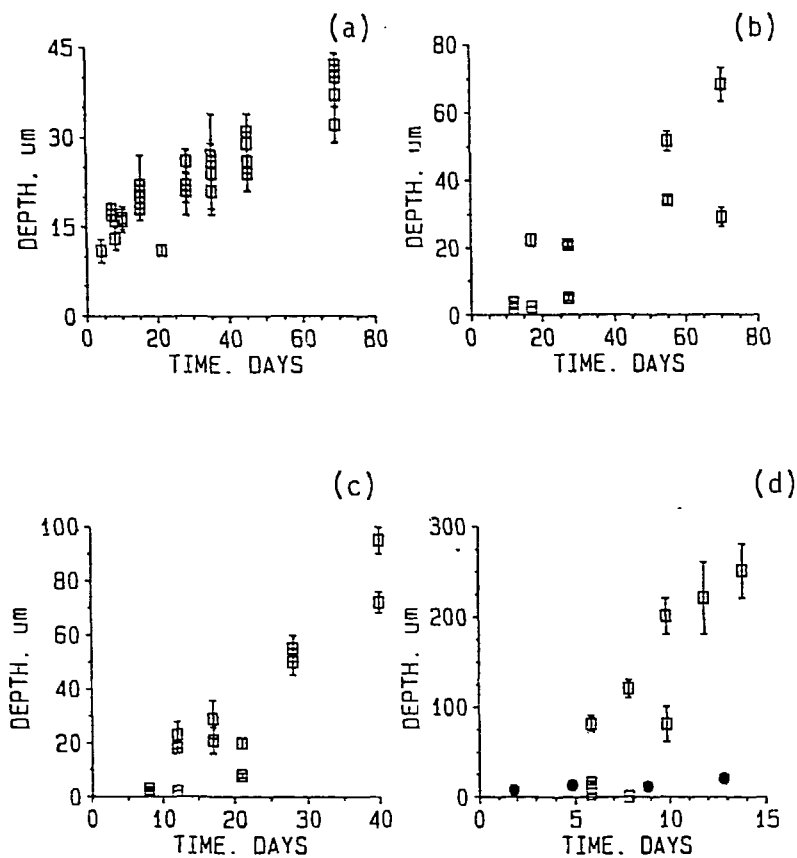 (a)
45
30
15
0
DEPTH. um
0 20 40 60 80
TIME. DAYS
(b)
80
60
40
20
0
DEPTH. um
0 20 40 60 80
TIME. DAYS
(c)
100
80
60
40
20
0
DEPTH. um
0 10 20 30 40
TIME. DAYS
(d)
300
200
100
0
DEPTH. um
0 5 10 15
TIME. DAYS